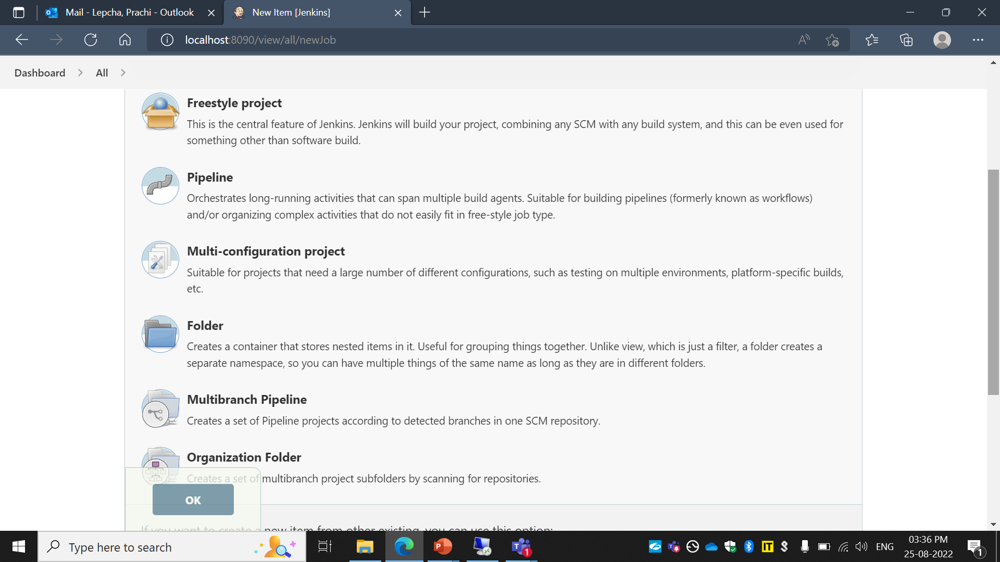 Mail - Lepcha, Prachi - Outlook
New Item [Jenkins]
localhost:8090/view/all/newJob
Dashboard
All
Freestyle project
This is the central feature of Jenkins. Jenkins will build your project, combining any SCM with any build system, and this can be even used for
something other than software build.
Pipeline
Orchestrates long-running activities that can span multiple build agents. Suitable for building pipelines (formerly known as workflows)
and/or organizing complex activities that do not easily fit in free-style job type.
Multi-configuration project
Suitable for projects that need a large number of different configurations, such as testing on multiple environments, platform-specific builds,
etc.
Folder
Creates a container that stores nested items in it. Useful for grouping things together. Unlike view, which is just a filter, a folder creates a
separate namespace, so you can have multiple things of the same name as long as they are in different folders.
Multibranch Pipeline
Creates a set of Pipeline projects according to detected branches in one SCM repository.
Organization Folder
Creates a set of multibranch project subfolders by scanning for repositories.
OK
If you want to create a new item from other existing, you can use this option:
Type here to search
P
T
1
IT
ENG
03:36 PM
25-08-2022
1